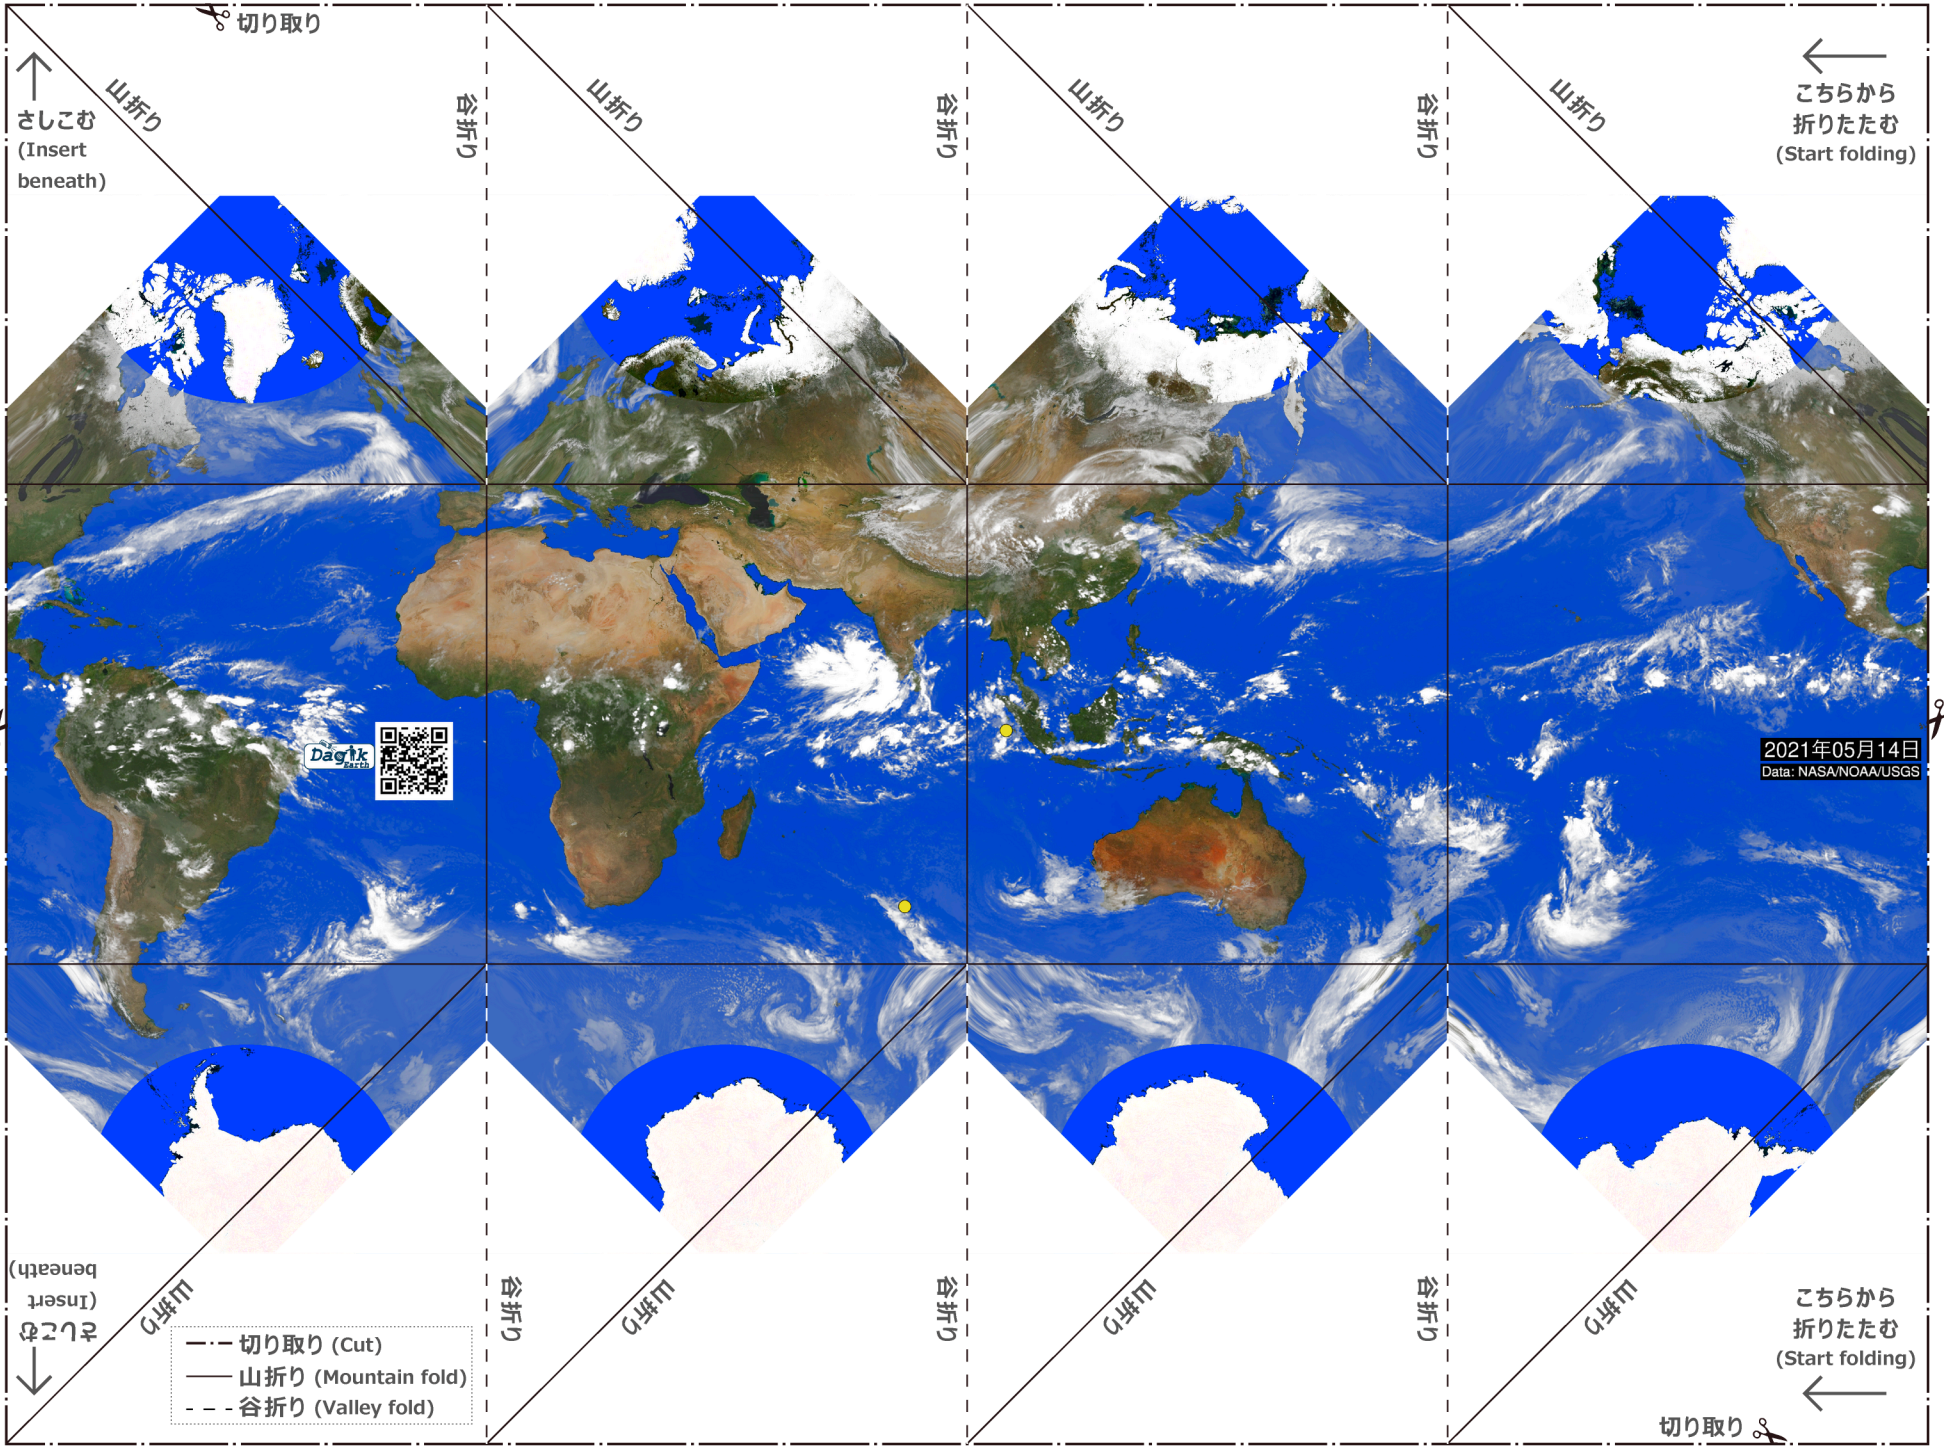 切り取り
山折り
谷折り
山折り
谷折り
山折り
谷折り
山折り
さしこむ
(Insert
beneath)
こちらから
折りたたむ
(Start folding)
Dagik
Earth
2021年05月14日
Data: NASA/NOAA/USGS
さしこむ
(Insert
beneath)
山折り
谷折り
山折り
谷折り
山折り
谷折り
山折り
こちらから
折りたたむ
(Start folding)
切り取り (Cut)
山折り (Mountain fold)
谷折り (Valley fold)
切り取り